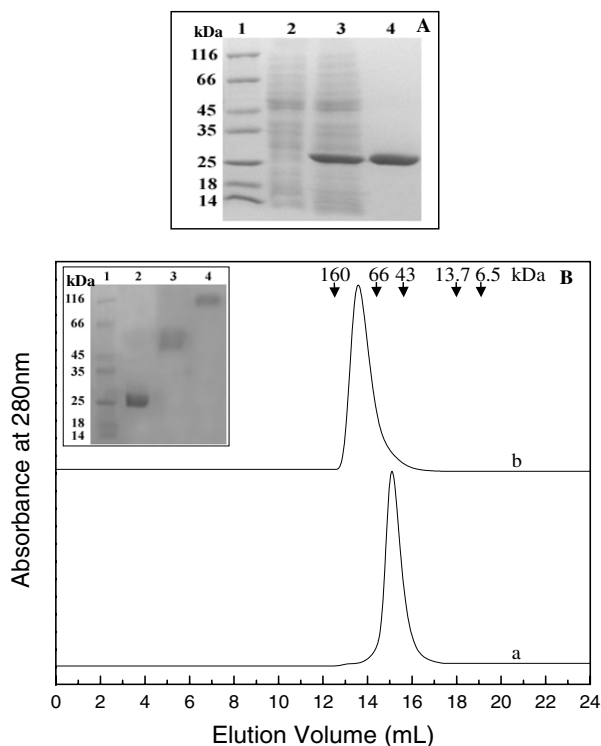 kDa 1 2 3 4 A
116
66
45
35
25
18
14
160 66 43 13.7 6.5 kDa B
kDa 1 2 3 4
116
66
45
35
25
18
14
b
a
Absorbance at 280nm
0 2 4 6 8 10 12 14 16 18 20 22 24
Elution Volume (mL)